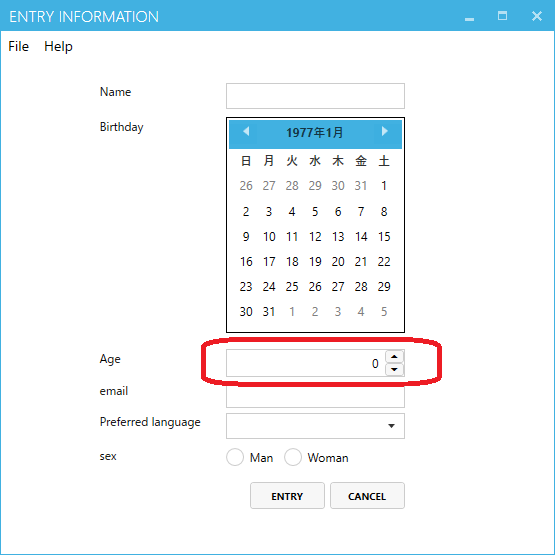 ENTRY INFORMATION
File Help
Name
Birthday
1977年1月
日 月 火 水 木 金 土
26 27 28 29 30 31 1
2 3 4 5 6 7 8
9 10 11 12 13 14 15
16 17 18 19 20 21 22
23 24 25 26 27 28 29
30 31 1 2 3 4 5
Age 0
email
Preferred language
sex Man Woman
ENTRY CANCEL